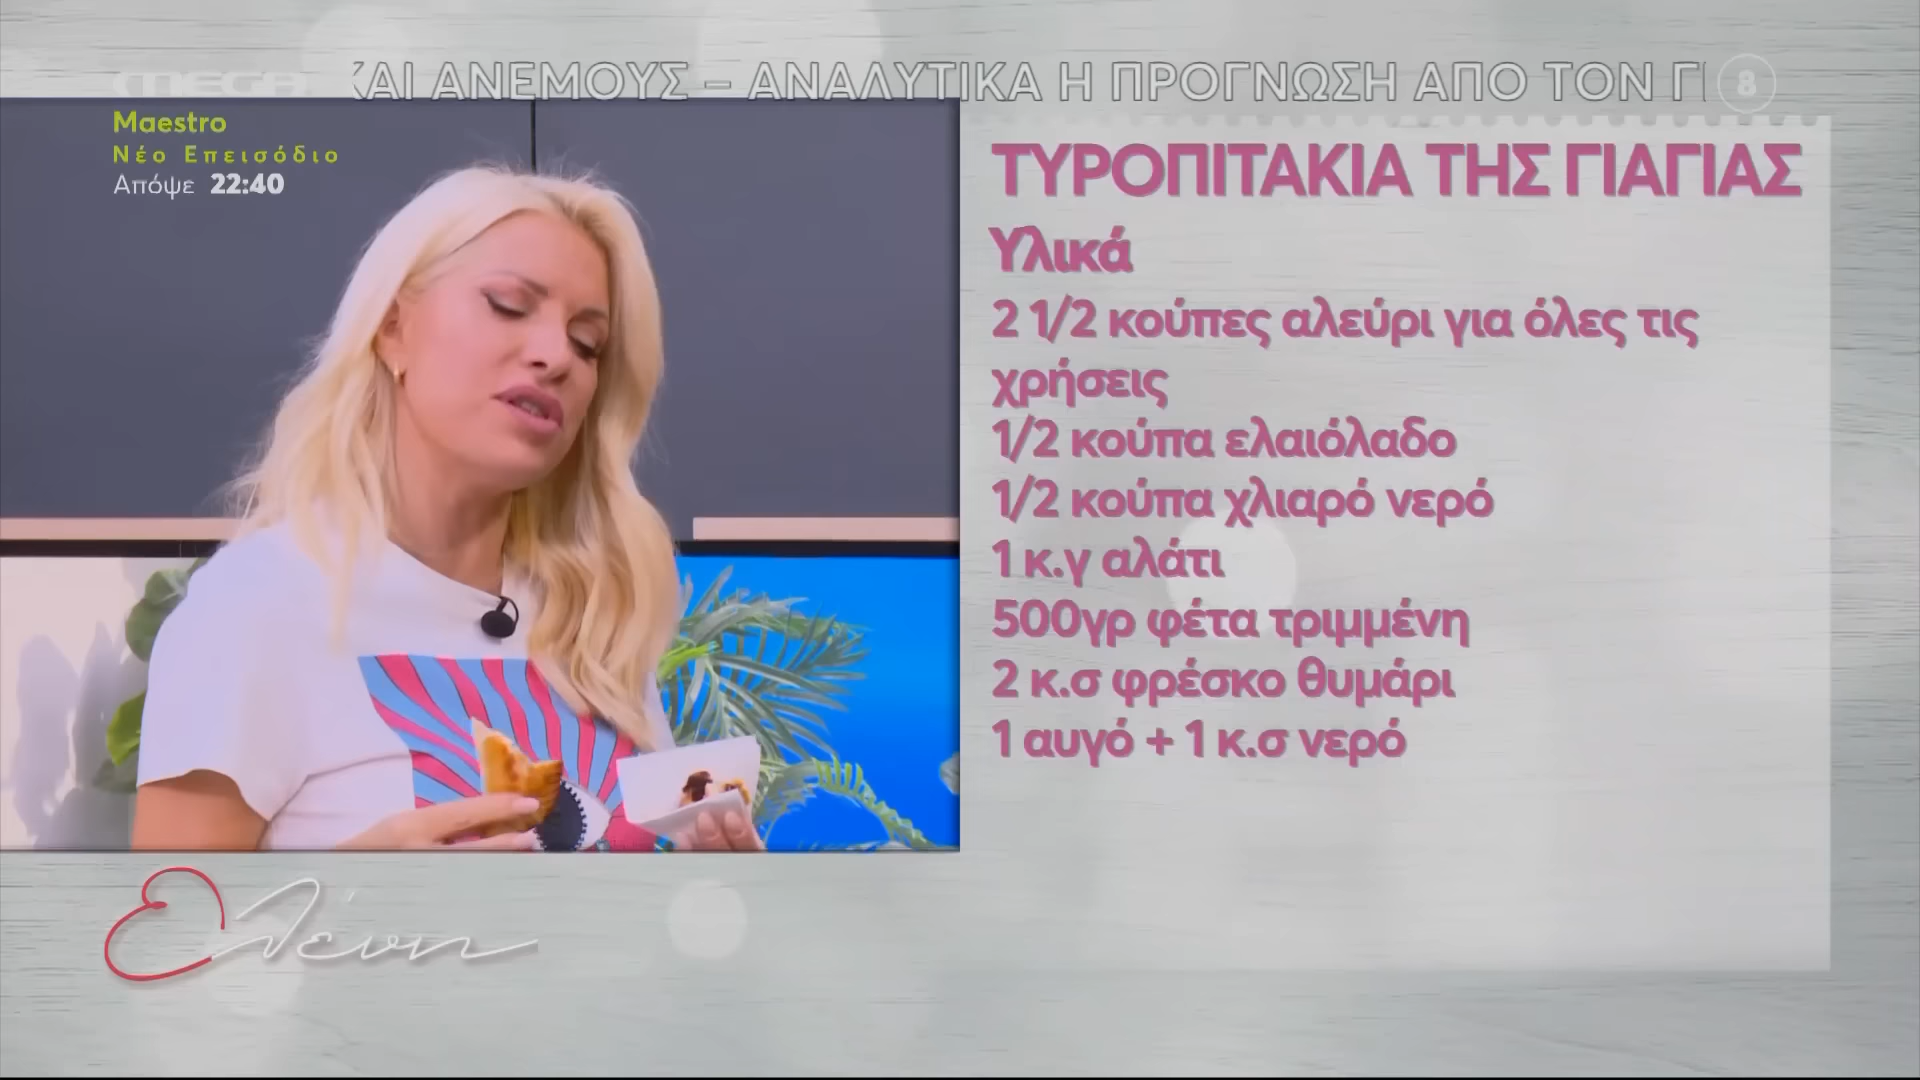 MEGA
ΚΑΙ ΑΝΕΜΟΥΣ – ΑΝΑΛΥΤΙΚΑ Η ΠΡΟΓΝΩΣΗ ΑΠΟ ΤΟΝ
8
Maestro
Νέο Επεισόδιο
Απόψε 22:40
ΤΥΡΟΠΙΤΑΚΙΑ ΤΗΣ ΓΙΑΓΙΑΣ
Υλικά
2 1/2 κούπες αλεύρι για όλες τις
χρήσεις
1/2 κούπα ελαιόλαδο
1/2 κούπα χλιαρό νερό
1 κ.γ αλάτι
500γρ φέτα τριμμένη
2 κ.σ φρέσκο θυμάρι
1 αυγό + 1 κ.σ νερό
Ελένη